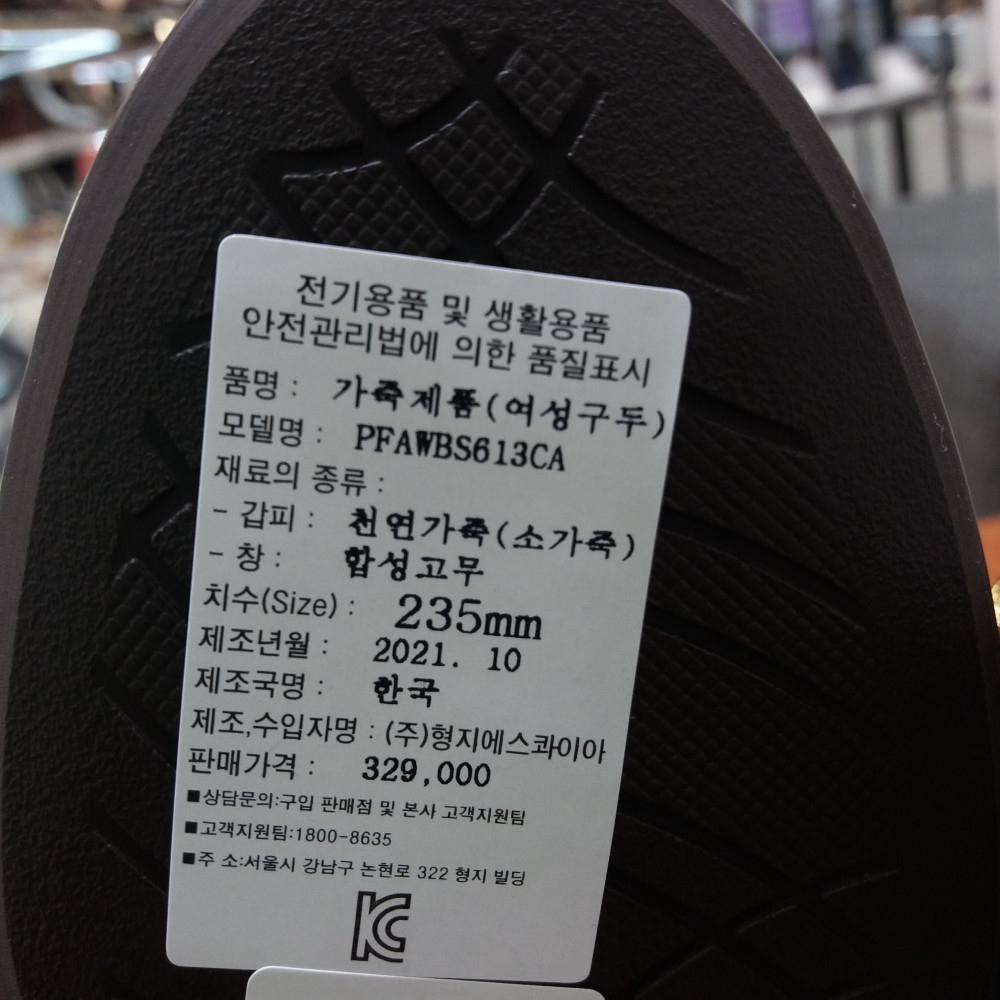 전기용품 및 생활용품
안전관리법에 의한 품질표시
품명 : 가죽제품(여성구두)
모델명 : PFAWBS613CA
재료의 종류 :
- 갑피 : 천연가죽(소가죽)
- 창 : 합성고무
치수(Size) : 235mm
제조년월 : 2021. 10
제조국명 : 한국
제조,수입자명 : (주)형지에스콰이아
판매가격 : 329,000
■상담문의:구입 판매점 및 본사 고객지원팀
■고객지원팀:1800-8635
■주 소:서울시 강남구 논현로 322 형지 빌딩
KC